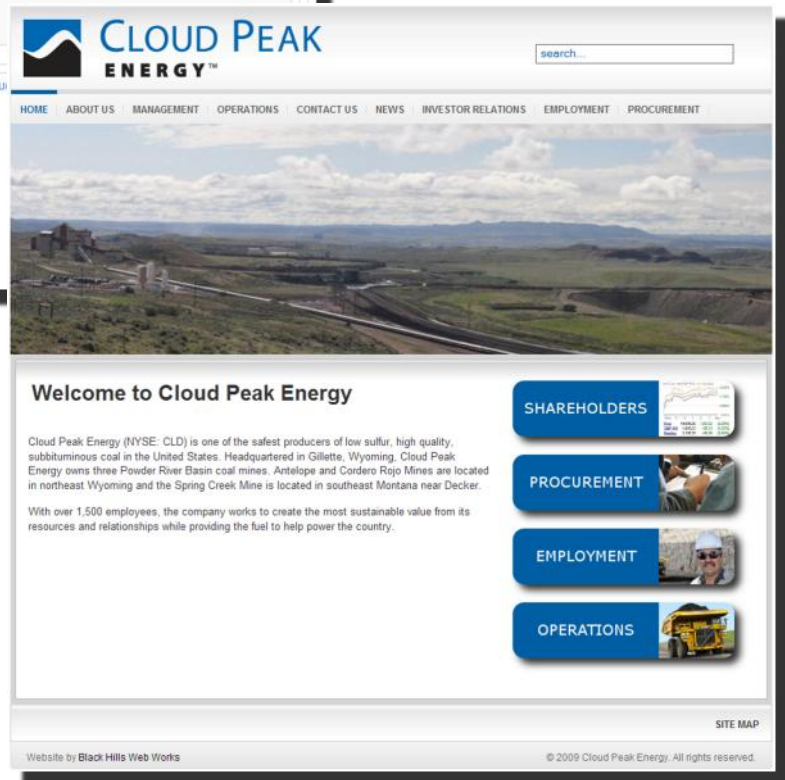 CLOUD PEAK
ENERGY™
search...
HOME ABOUT US MANAGEMENT OPERATIONS CONTACT US NEWS INVESTOR RELATIONS EMPLOYMENT PROCUREMENT
Welcome to Cloud Peak Energy
Cloud Peak Energy (NYSE: CLD) is one of the safest producers of low sulfur, high quality,
subbituminous coal in the United States. Headquartered in Gillette, Wyoming, Cloud Peak
Energy owns three Powder River Basin coal mines. Antelope and Cordero Rojo Mines are located
in northeast Wyoming and the Spring Creek Mine is located in southeast Montana near Decker.
With over 1,500 employees, the company works to create the most sustainable value from its
resources and relationships while providing the fuel to help power the country.
SHAREHOLDERS
PROCUREMENT
EMPLOYMENT
OPERATIONS
SITE MAP
Website by Black Hills Web Works
© 2009 Cloud Peak Energy. All rights reserved.